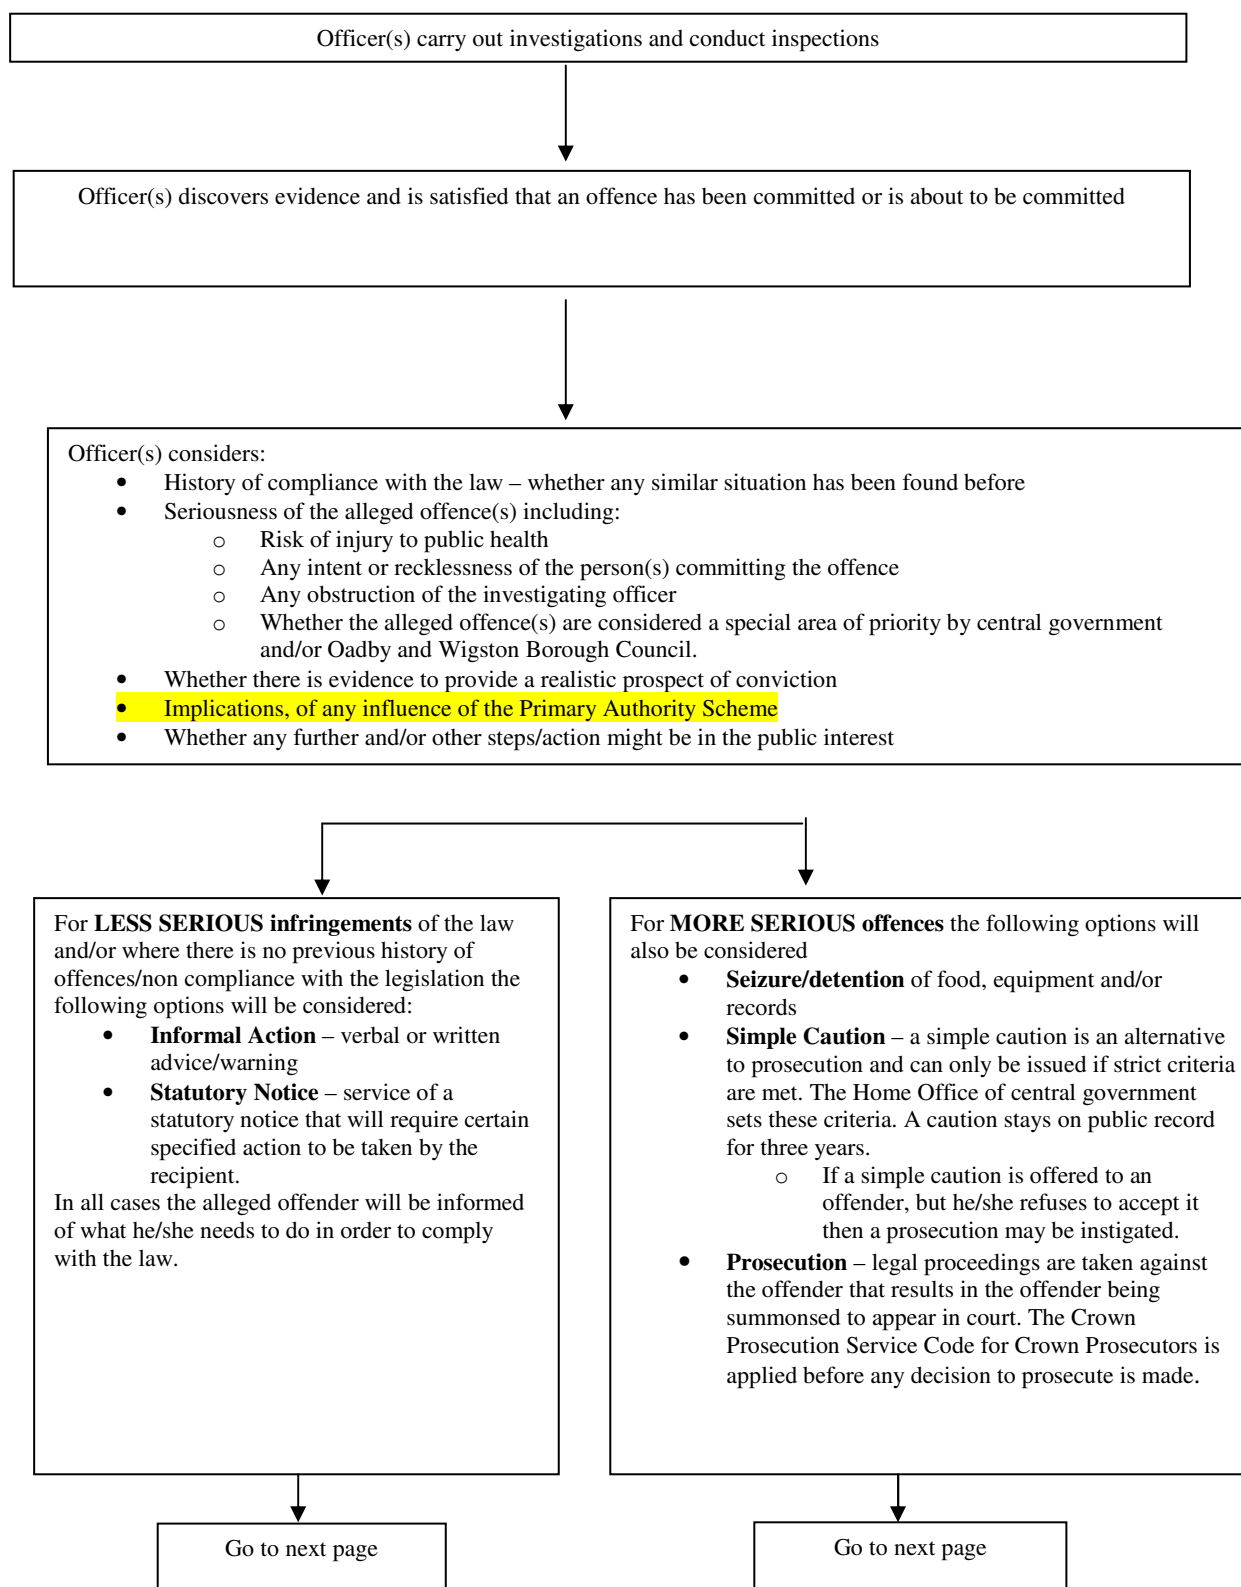 Officer(s) carry out investigations and conduct inspections
Officer(s) discovers evidence and is satisfied that an offence has been committed or is about to be committed
Officer(s) considers:
• History of compliance with the law – whether any similar situation has been found before
• Seriousness of the alleged offence(s) including:
o Risk of injury to public health
o Any intent or recklessness of the person(s) committing the offence
o Any obstruction of the investigating officer
o Whether the alleged offence(s) are considered a special area of priority by central government
and/or Oadby and Wigston Borough Council.
• Whether there is evidence to provide a realistic prospect of conviction
• Implications, of any influence of the Primary Authority Scheme
• Whether any further and/or other steps/action might be in the public interest
For LESS SERIOUS infringements of the law
and/or where there is no previous history of
offences/non compliance with the legislation the
following options will be considered:
• Informal Action – verbal or written
advice/warning
• Statutory Notice – service of a
statutory notice that will require certain
specified action to be taken by the
recipient.
In all cases the alleged offender will be informed
of what he/she needs to do in order to comply
with the law.
For MORE SERIOUS offences the following options will
also be considered
• Seizure/detention of food, equipment and/or
records
• Simple Caution – a simple caution is an alternative
to prosecution and can only be issued if strict criteria
are met. The Home Office of central government
sets these criteria. A caution stays on public record
for three years.
o If a simple caution is offered to an
offender, but he/she refuses to accept it
then a prosecution may be instigated.
• Prosecution – legal proceedings are taken against
the offender that results in the offender being
summonsed to appear in court. The Crown
Prosecution Service Code for Crown Prosecutors is
applied before any decision to prosecute is made.
Go to next page
Go to next page